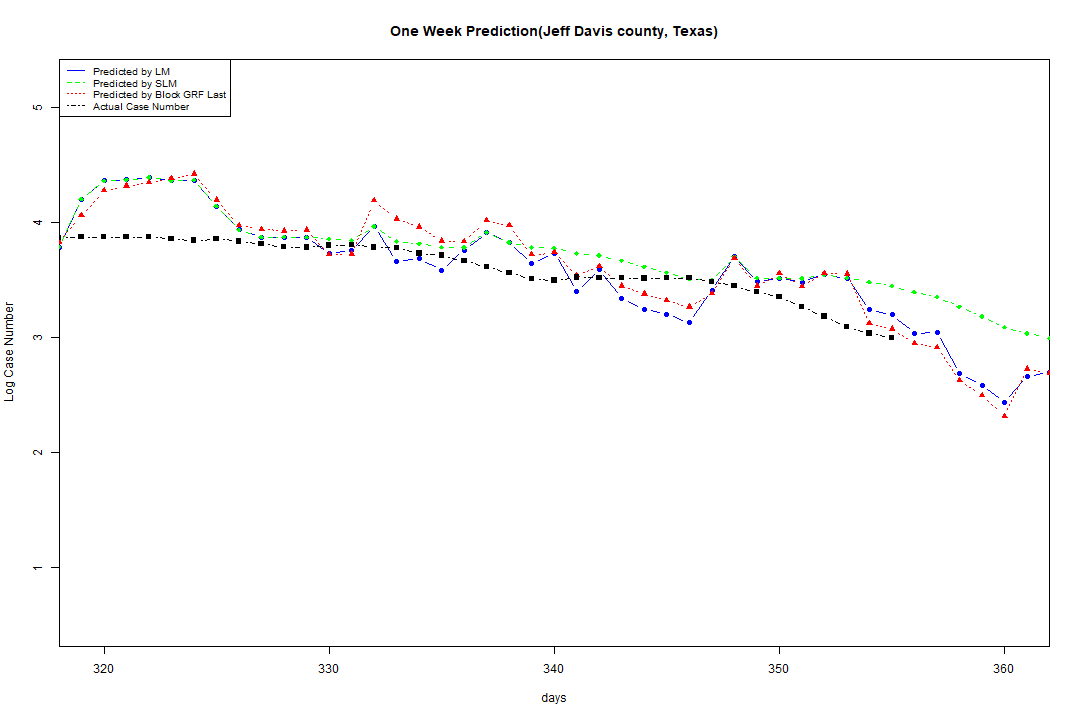 One Week Prediction(Jeff Davis county, Texas)
Predicted by LM
Predicted by SLM
Predicted by Block GRF Last
Actual Case Number
5
4
3
2
1
Log Case Number
320
330
340
350
360
days